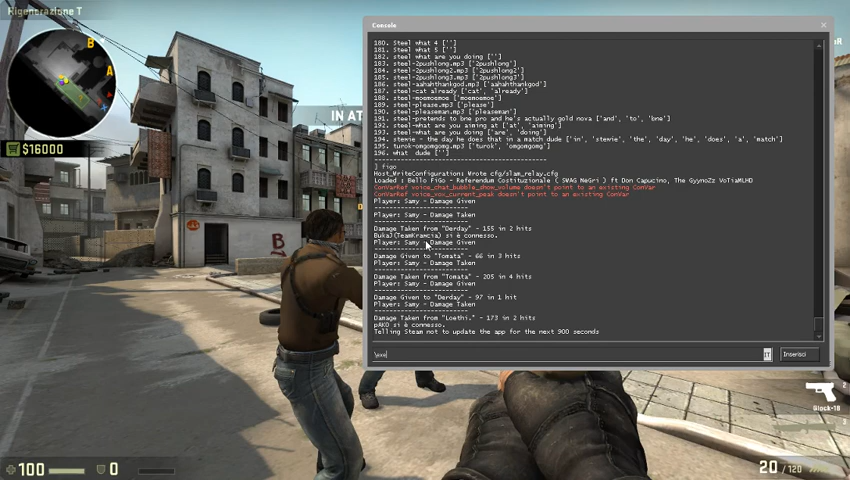 Rigenerazione T
Console
180. Steel what 4 ['']
181. Steel what 5 ['']
182. steel what are you doing ['']
183. steel-2pushlong.mp3 ['2pushlong']
184. steel-2pushlong2.mp3 ['2pushlong2']
185. steel-2pushlong3.mp3 ['2pushlong3']
186. steel-aahahthankgod ['aahahthankgod']
187. steel-cat already ['cat', 'already']
188. steel-moemoemoe ['moemoemoe']
189. steel-please.mp3 ['please']
190. steel-pleaseman.mp3 ['pleaseman']
191. steel-pretends to bne pro and he's actually gold nova ['and', 'to', 'bne']
192. steel-what are you aiming at ['at', 'aiming']
193. steel-what are you doing ['are', 'doing']
194. stewie - the day he does that in a match dude ['in', 'stewie', 'the', 'day', 'he', 'does', 'a', 'match']
195. turok-omgomgomg.mp3 ['turok', 'omgomgomg']
196. what dude ['']
] figo
Host_WriteConfiguration: Wrote cfg/slam_relay.cfg
Loaded : Bello FiGo - Referendum Costituzionale ( SWAG NeGri ) ft Don Capucino, The GyynoZz VoTiaMLHD
ConVarRef voice_chat_bubble_show_volume doesn't point to an existing ConVar
ConVarRef voice_vox_current_peak doesn't point to an existing ConVar
Player: Samy - Damage Given
-------------------------
Player: Samy - Damage Taken
-------------------------
Damage Taken from "Derday" - 155 in 2 hits
si è connesso.
Player: Samy - Damage Given
-------------------------
Damage Given to "Tomata" - 66 in 3 hits
Player: Samy - Damage Taken
-------------------------
Damage Taken from "Tomata" - 205 in 4 hits
Player: Samy - Damage Given
-------------------------
Damage Given to "Derday" - 97 in 1 hit
Player: Samy - Damage Taken
-------------------------
Damage Taken from "Loethi." - 173 in 2 hits
pAKO si è connesso.
Telling Steam not to update the app for the next 900 seconds
\exe
IT
Inserisci
B
A
$16000
IN AT
B
2
Glock-18
2
100
0
20 / 120